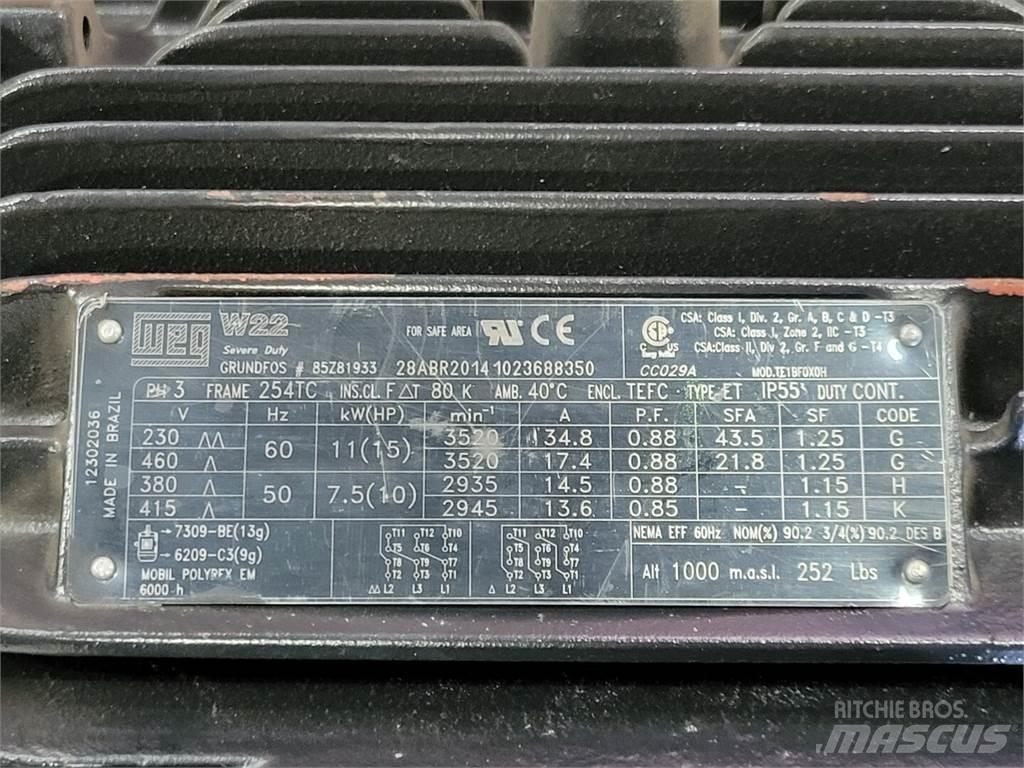 WEG W22
Severe Duty
FOR SAFE AREA
UR CE
CSA: Class I, Div. 2, Gr. A, B, C & D -T3
CSA: Class I, Zone 2, IIC -T3
CSA:Class II, Div 2, Gr. F and G -T4
SP C US
CC029A
MOD.TE1BF0X0H
GRUNDFOS # 85Z81933 28ABR2014 1023688350
PH 3 FRAME 254TC INS.CL. F ΔT 80 K AMB. 40°C ENCL. TEFC TYPE ET IP55 DUTY CONT.
V Hz kW(HP) min⁻¹ A P.F. SFA SF CODE
230 60 11(15) 3520 34.8 0.88 43.5 1.25 G
460 3520 17.4 0.88 21.8 1.25 G
380 50 7.5(10) 2935 14.5 0.88 - 1.15 H
415 2945 13.6 0.85 - 1.15 K
12302036
MADE IN BRAZIL
7309-BE(13g)
6209-C3(9g)
MOBIL POLYREX EM
6000 h
T11 T12 T10
T5 T6 T4
T8 T9 T7
T2 T3 T1
L2 L3 L1
T11 T12 T10
T5 T6 T4
T8 T9 T7
T2 T3 T1
Δ L2 L3 L1
NEMA EFF 60Hz NOM(%) 90.2 3/4(%) 90.2 DES B
Alt 1000 m.a.s.l. 252 Lbs
RITCHIE BROS.
MASCUS